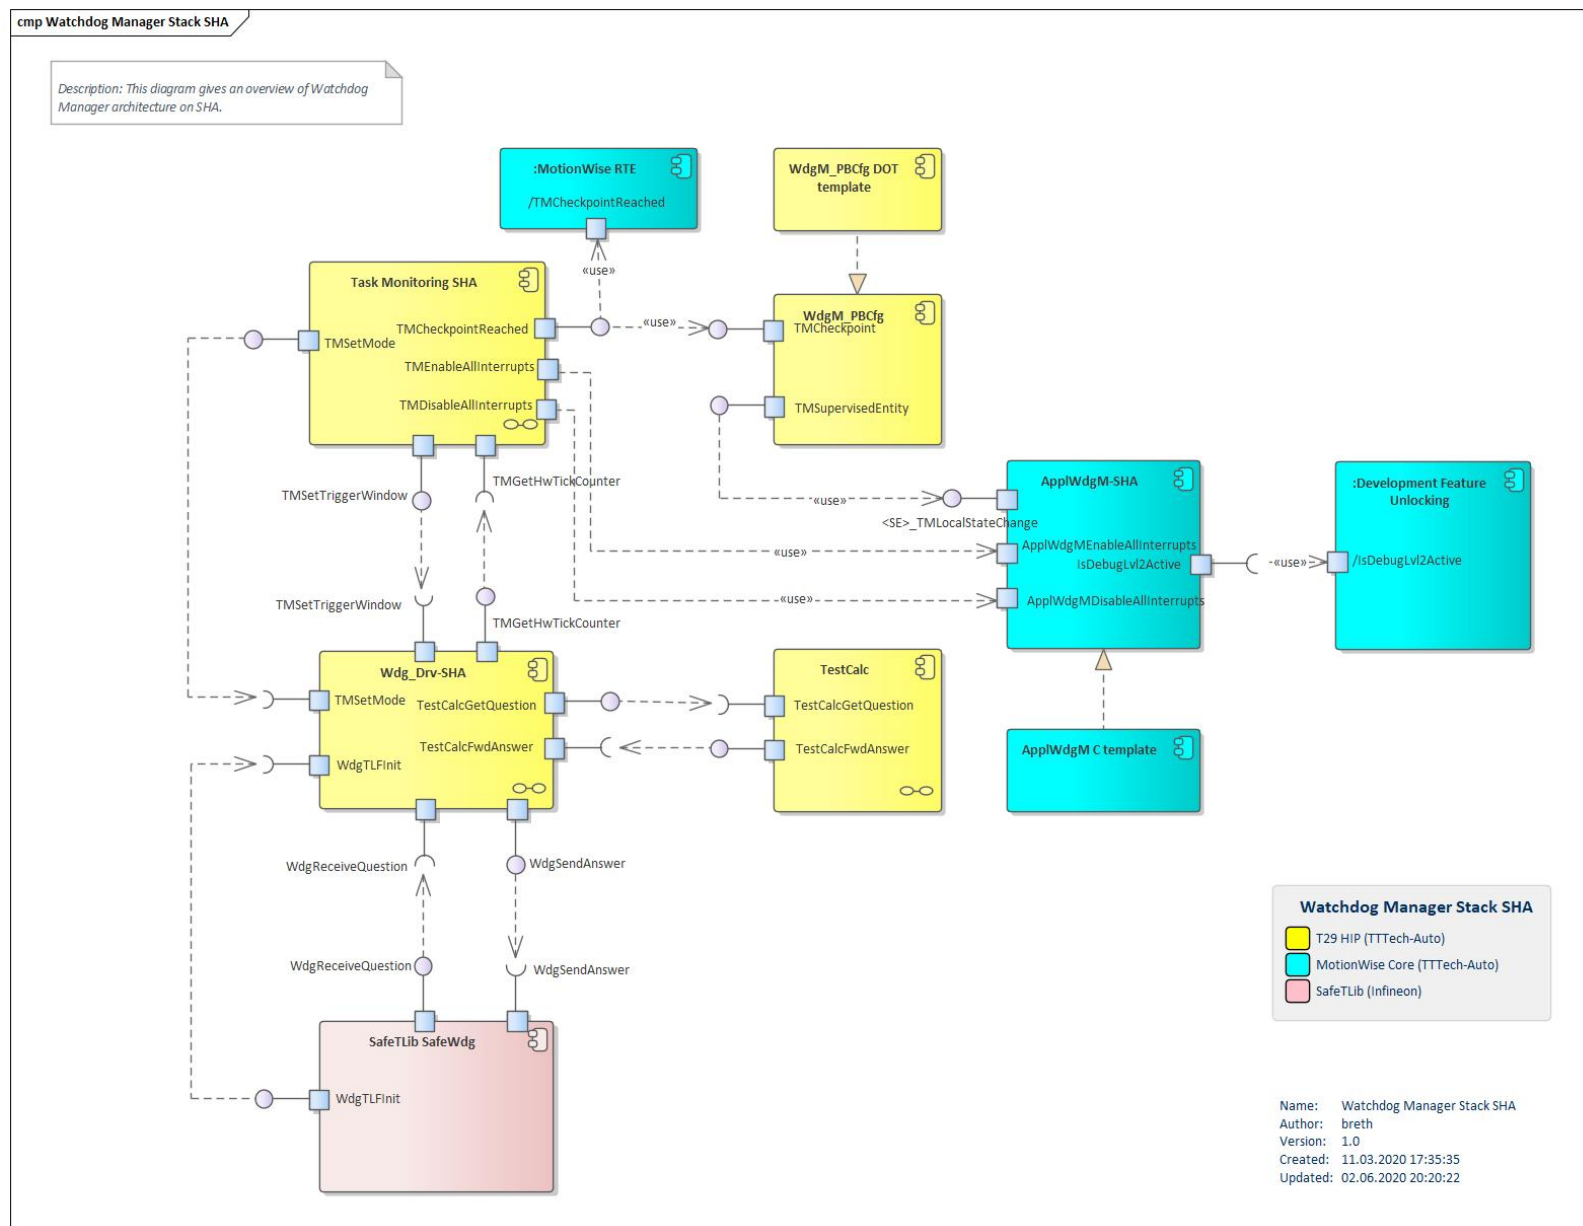 cmp Watchdog Manager Stack SHA
Description: This diagram gives an overview of Watchdog
Manager architecture on SHA.
:MotionWise RTE
/TMCheckpointReached
WdgM_PBCfg DOT
template
«use»
Task Monitoring SHA
TMCheckpointReached
TMSetMode
TMEnableAllInterrupts
TMDisableAllInterrupts
«use»
WdgM_PBCfg
TMCheckpoint
TMSupervisedEntity
TMSetTriggerWindow
TMGetHwTickCounter
«use»
<SE>_TMLocalStateChange
ApplWdgM-SHA
ApplWdgMEnableAllInterrupts
IsDebugLvl2Active
ApplWdgMDisableAllInterrupts
«use»
«use»
«use»
:Development Feature
Unlocking
/IsDebugLvl2Active
TMSetTriggerWindow
TMGetHwTickCounter
Wdg_Drv-SHA
TMSetMode
TestCalcGetQuestion
TestCalcFwdAnswer
WdgTLFInit
TestCalc
TestCalcGetQuestion
TestCalcFwdAnswer
ApplWdgM C template
WdgReceiveQuestion
WdgSendAnswer
WdgReceiveQuestion
WdgSendAnswer
SafeTLib SafeWdg
WdgTLFInit
Watchdog Manager Stack SHA
T29 HIP (TTTech-Auto)
MotionWise Core (TTTech-Auto)
SafeTLib (Infineon)
Name: Watchdog Manager Stack SHA
Author: breth
Version: 1.0
Created: 11.03.2020 17:35:35
Updated: 02.06.2020 20:20:22